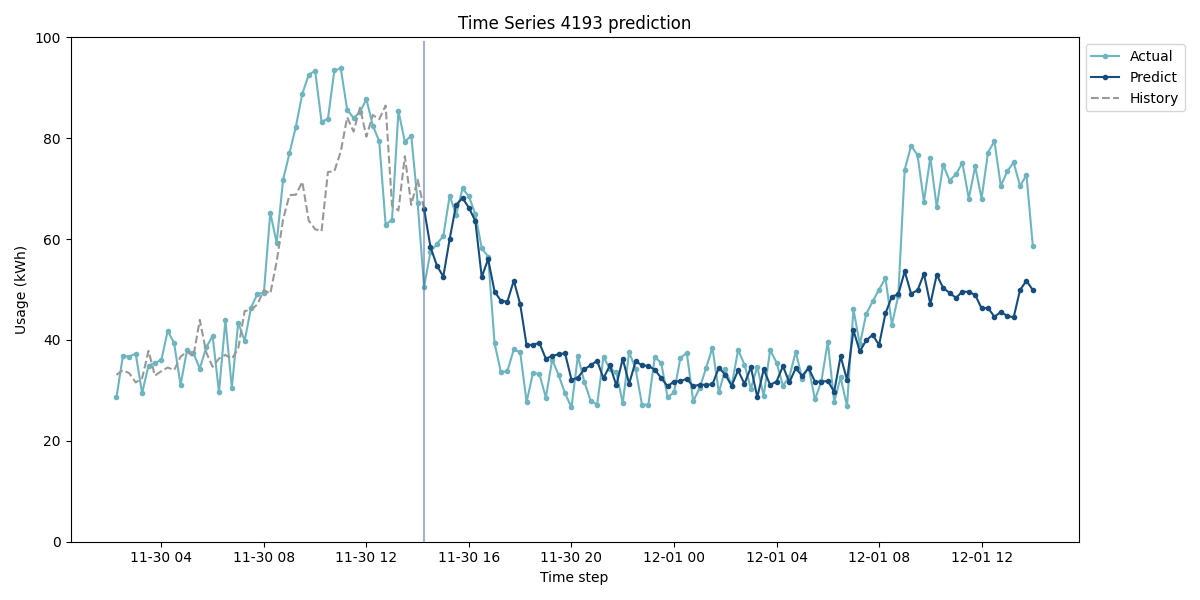 Time Series 4193 prediction
Usage (kWh)
100
80
60
40
20
0
11-30 04
11-30 08
11-30 12
11-30 16
11-30 20
12-01 00
12-01 04
12-01 08
12-01 12
Time step
Actual
Predict
History